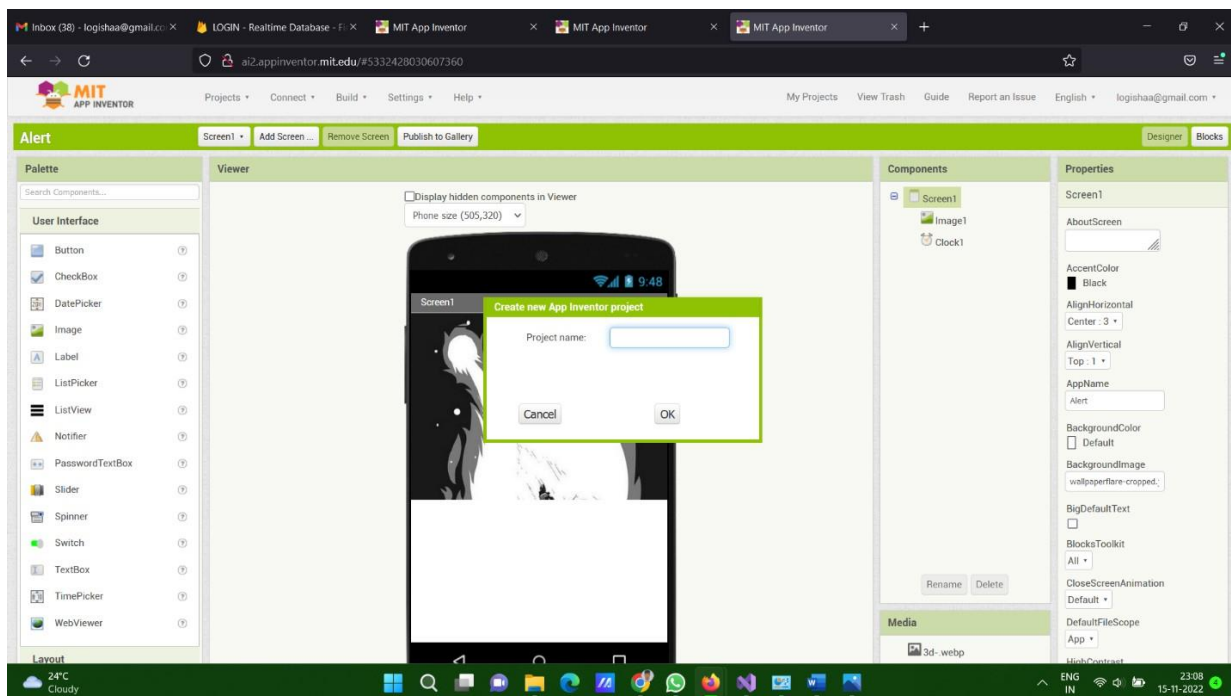 Inbox (38) - logishaa@gmail.co
LOGIN - Realtime Database - Fi
MIT App Inventor
MIT App Inventor
MIT App Inventor
ai2.appinventor.mit.edu/#5332428030607360
MIT
APP INVENTOR
Projects
Connect
Build
Settings
Help
My Projects
View Trash
Guide
Report an Issue
English
logishaa@gmail.com
Alert
Screen1
Add Screen ...
Remove Screen
Publish to Gallery
Designer
Blocks
Palette
Search Components...
User Interface
Button
CheckBox
DatePicker
Image
Label
ListPicker
ListView
Notifier
PasswordTextBox
Slider
Spinner
Switch
TextBox
TimePicker
WebViewer
Layout
Viewer
Display hidden components in Viewer
Phone size (505,320)
9:48
Screen1
Create new App Inventor project
Project name:
Cancel
OK
Components
Screen1
Image1
Clock1
Rename
Delete
Media
3d-.webp
Properties
Screen1
AboutScreen
AccentColor
Black
AlignHorizontal
Center : 3
AlignVertical
Top : 1
AppName
Alert
BackgroundColor
Default
BackgroundImage
wallpaperflare-cropped.
BigDefaultText
BlocksToolkit
All
CloseScreenAnimation
Default
DefaultFileScope
App
HighContrast
24°C
Cloudy
ENG
IN
23:08
15-11-2022
4